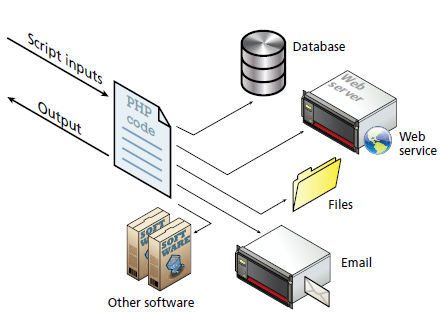 Script inputs
Output
PHP
code
Database
Web
server
Web
service
Files
Email
SOFT
WARE
SOFT
WARE
Other software